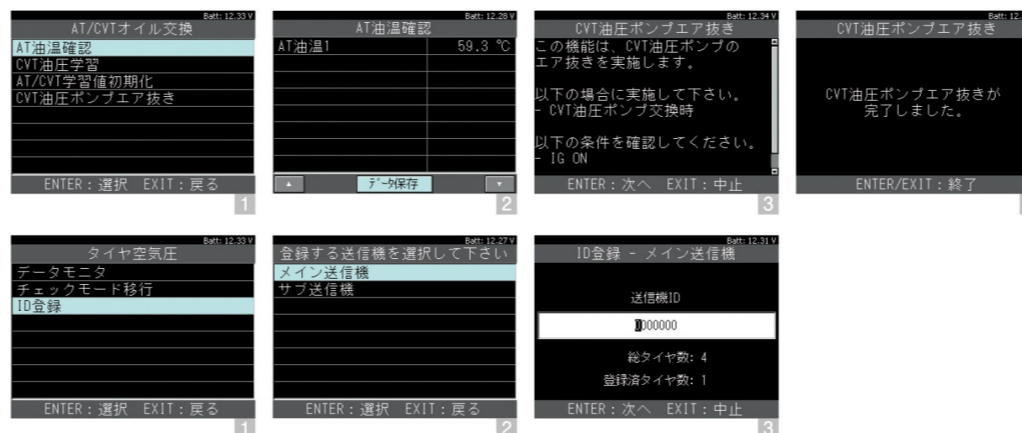 Batt: 12.33 V
AT/CVTオイル交換
AT油温確認
CVT油圧学習
AT/CVT学習値初期化
CVT油圧ポンプエア抜き
ENTER：選択 EXIT：戻る
1
Batt: 12.28 V
AT油温確認
AT油温1 59.3 ℃
データ保存
2
Batt: 12.34 V
CVT油圧ポンプエア抜き
この機能は、CVT油圧ポンプの
エア抜きを実施します。
以下の場合に実施して下さい。
- CVT油圧ポンプ交換時
以下の条件を確認してください。
- IG ON
ENTER：次へ EXIT：中止
3
Batt: 12.
CVT油圧ポンプエア抜き
CVT油圧ポンプエア抜きが
完了しました。
ENTER/EXIT：終了
Batt: 12.33 V
タイヤ空気圧
データモニタ
チェックモード移行
ID登録
ENTER：選択 EXIT：戻る
1
Batt: 12.27 V
登録する送信機を選択して下さい
メイン送信機
サブ送信機
ENTER：選択 EXIT：戻る
2
Batt: 12.31 V
ID登録 - メイン送信機
送信機ID
0000000
総タイヤ数: 4
登録済タイヤ数: 1
ENTER：次へ EXIT：中止
3